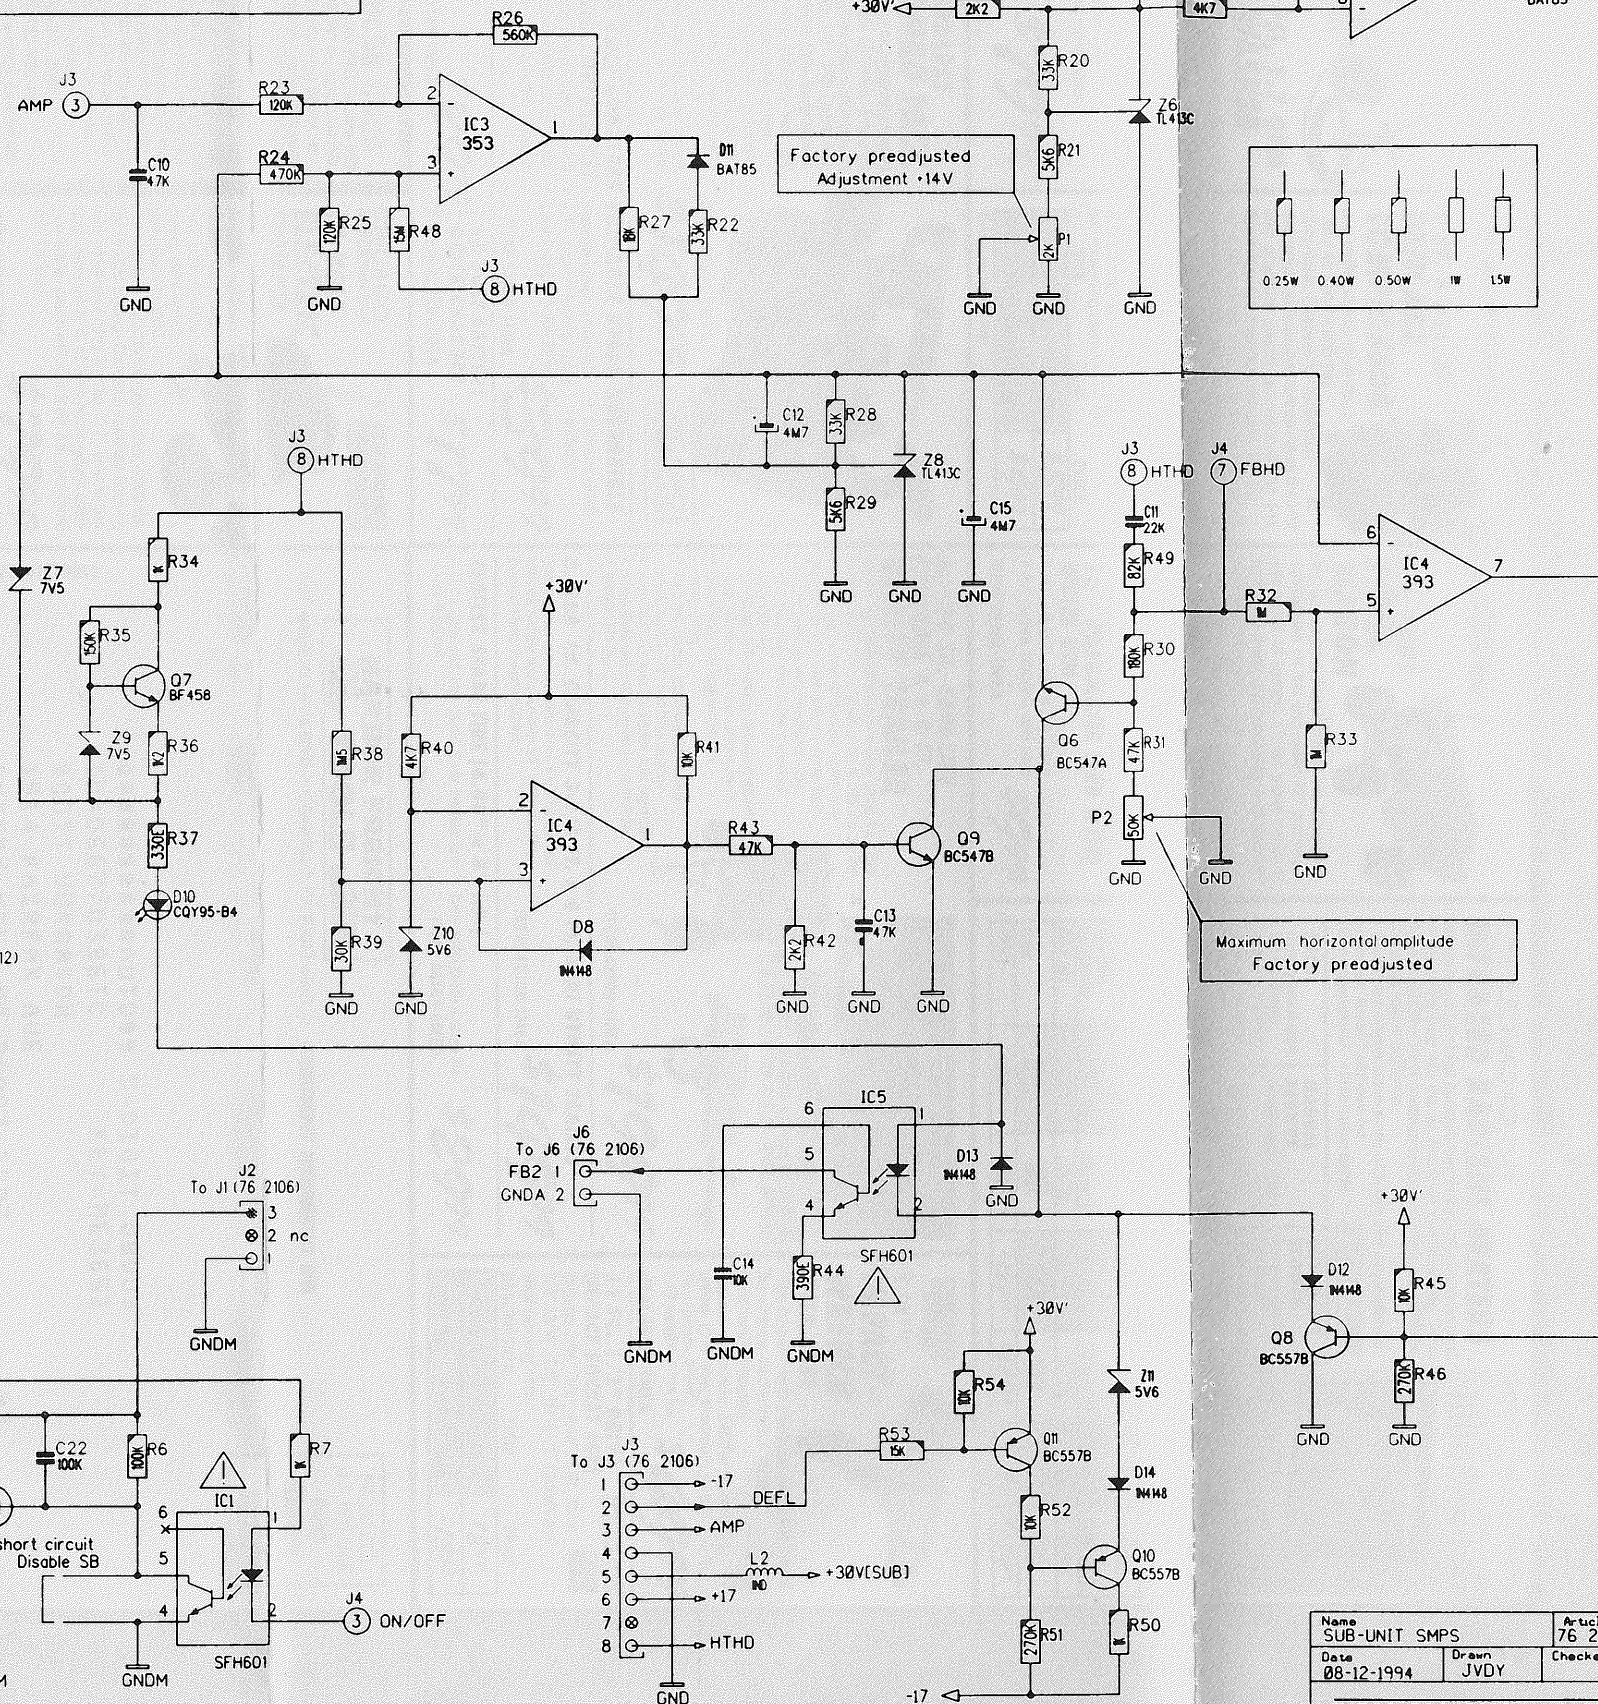 R26
560K
+30V'
2K2
4K7
BAT85
J3
AMP 3
R23
120K
2
-
IC3
353
1
R20
33K
Z6
TL413C
R24
470K
3
+
C10
47K
D11
BAT85
Factory preadjusted
Adjustment +14V
R21
5K6
R25
120K
R48
15M
R27
18K
R22
33K
P1
2K
J3
8 HTHD
GND
GND
GND
GND
GND
0.25W 0.40W 0.50W 1W 1.5W
C12
4M7
R28
33K
J3
8 HTHD
Z8
TL413C
J3
8 HTHD
J4
7 FBHD
R29
5K6
C15
4M7
C11
22K
R34
1K
Z7
7V5
R49
82K
6
-
IC4
393
7
5
+
GND
GND
GND
+30V'
R32
1M
R35
150K
R30
180K
Q7
BF458
Z9
7V5
R36
1K2
R38
1M5
R40
4K7
R41
10K
Q6
BC547A
R31
47K
R33
1M
P2
50K
2
-
IC4
393
1
3
+
R43
47K
Q9
BC547B
R37
330E
GND
GND
GND
D10
CQY95-B4
R39
30K
Z10
5V6
D8
1N4148
R42
2K2
C13
47K
Maximum horizontal amplitude
Factory preadjusted
12)
GND
GND
GND
GND
GND
IC5
6
1
5
4
2
J6
To J6 (76 2106)
FB2 1
GNDA 2
D13
1N4148
GND
J2
To J1 (76 2106)
3
2 nc
1
SFH601
C14
10K
R44
390E
+30V'
D12
1N4148
R45
10K
GNDM
GNDM
GNDM
GNDM
+30V'
Q8
BC557B
R46
270K
R54
10K
Z11
5V6
GND
GND
C22
100K
R6
100K
R7
1K
R53
15K
Q11
BC557B
J3
To J3 (76 2106)
1 -17
2 DEFL
3 AMP
4
5
6 +17
7
8 HTHD
D14
1N4148
IC1
6
1
5
4
2
R52
10K
short circuit
Disable SB
L2
IND
+30V[SUB]
Q10
BC557B
J4
3 ON/OFF
R51
270K
R50
1K
SFH601
GNDM
M
GND
-17
Name
SUB-UNIT SMPS
Artic
76 2
Date
08-12-1994
Drawn
JVDY
Checke